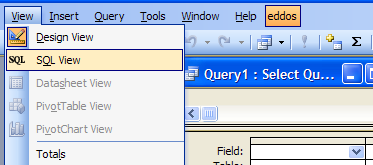 View Insert Query Tools Window Help eddos
Design View
SQL SQL View
Query1 : Select Qu...
Datasheet View
PivotTable View
PivotChart View
Totals
Field: